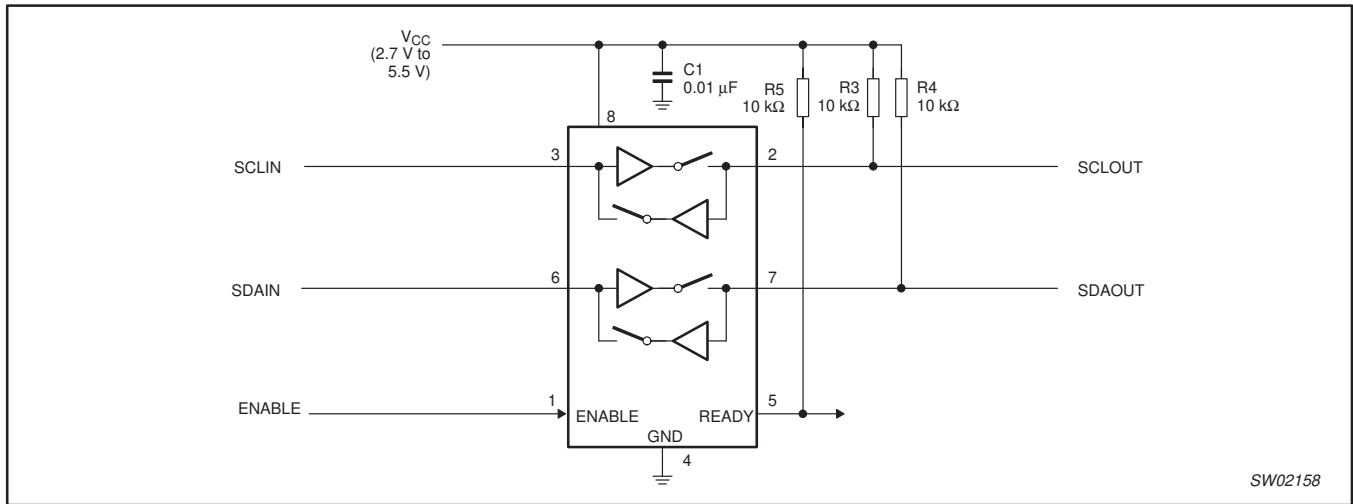 VCC
(2.7 V to
5.5 V)
C1
0.01 μF
R5
10 kΩ
R3
10 kΩ
R4
10 kΩ
8
SCLIN
3
2
SCLOUT
SDAIN
6
7
SDAOUT
ENABLE
1
ENABLE
READY
5
GND
4
SW02158